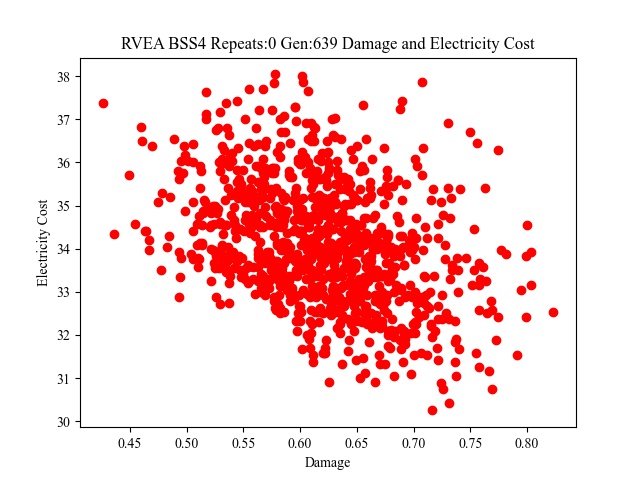 RVEA BSS4 Repeats:0 Gen:639 Damage and Electricity Cost
38
37
36
35
34
33
32
31
30
Electricity Cost
0.45 0.50 0.55 0.60 0.65 0.70 0.75 0.80
Damage